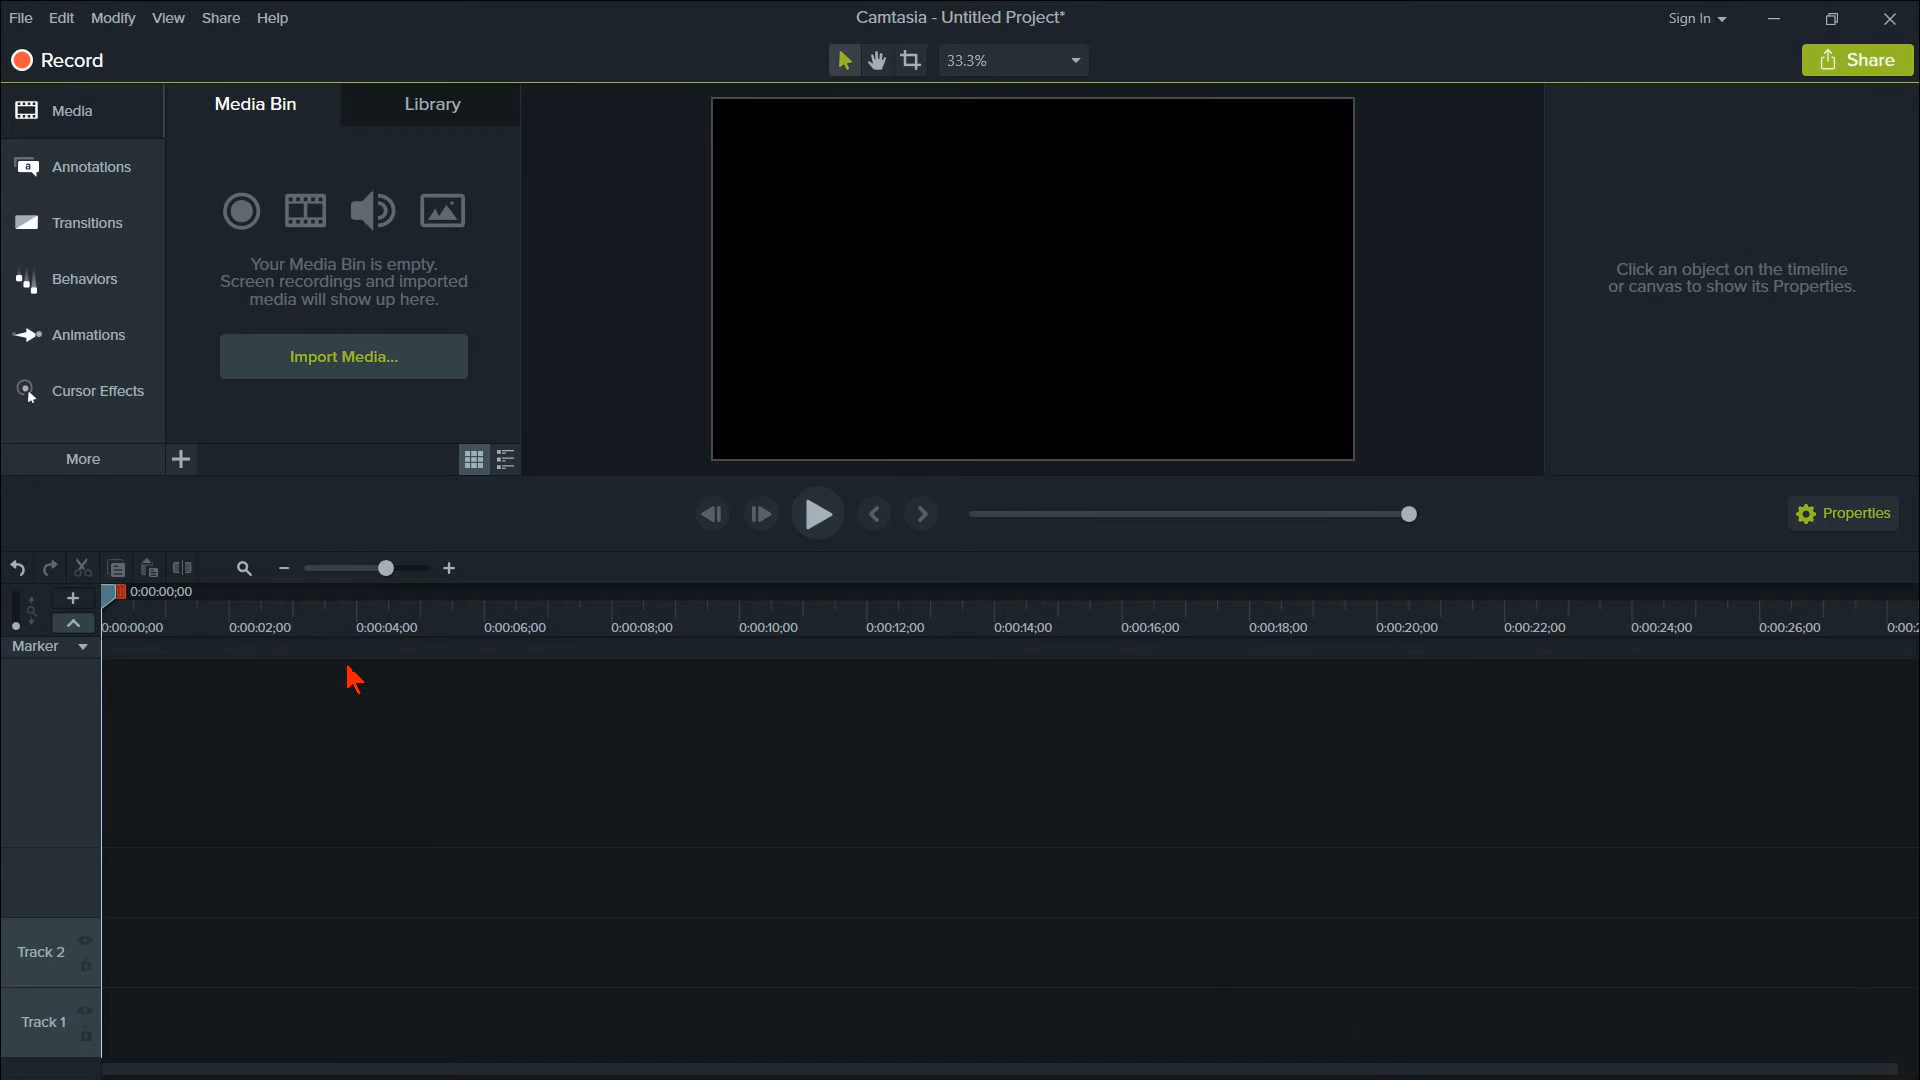 File Edit Modify View Share Help
Camtasia - Untitled Project*
Sign In
Record
33.3%
Share
Media
Annotations
Transitions
Behaviors
Animations
Cursor Effects
More
Media Bin
Library
Your Media Bin is empty.
Screen recordings and imported
media will show up here.
Import Media...
Click an object on the timeline
or canvas to show its Properties.
Properties
0:00:00;00
0:00:00;00 0:00:02;00 0:00:04;00 0:00:06;00 0:00:08;00 0:00:10;00 0:00:12;00 0:00:14;00 0:00:16;00 0:00:18;00 0:00:20;00 0:00:22;00 0:00:24;00 0:00:26;00 0:00:2
Marker
Track 2
Track 1